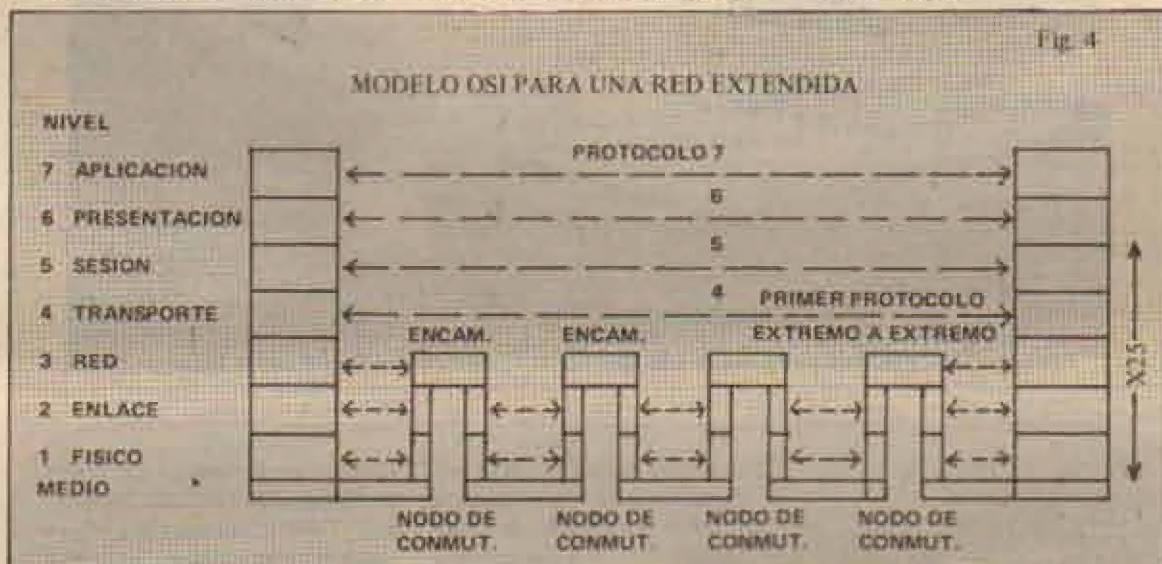 Fig. 4
MODELO OSI PARA UNA RED EXTENDIDA
NIVEL
PROTOCOLO 7
7 APLICACION
6
6 PRESENTACION
5
5 SESION
4 PRIMER PROTOCOLO
4 TRANSPORTE
ENCAM. ENCAM. EXTREMO A EXTREMO
3 RED
X25
2 ENLACE
1 FISICO
MEDIO
NODO DE NODO DE NODO DE NODO DE
CONMUT. CONMUT. CONMUT. CONMUT.